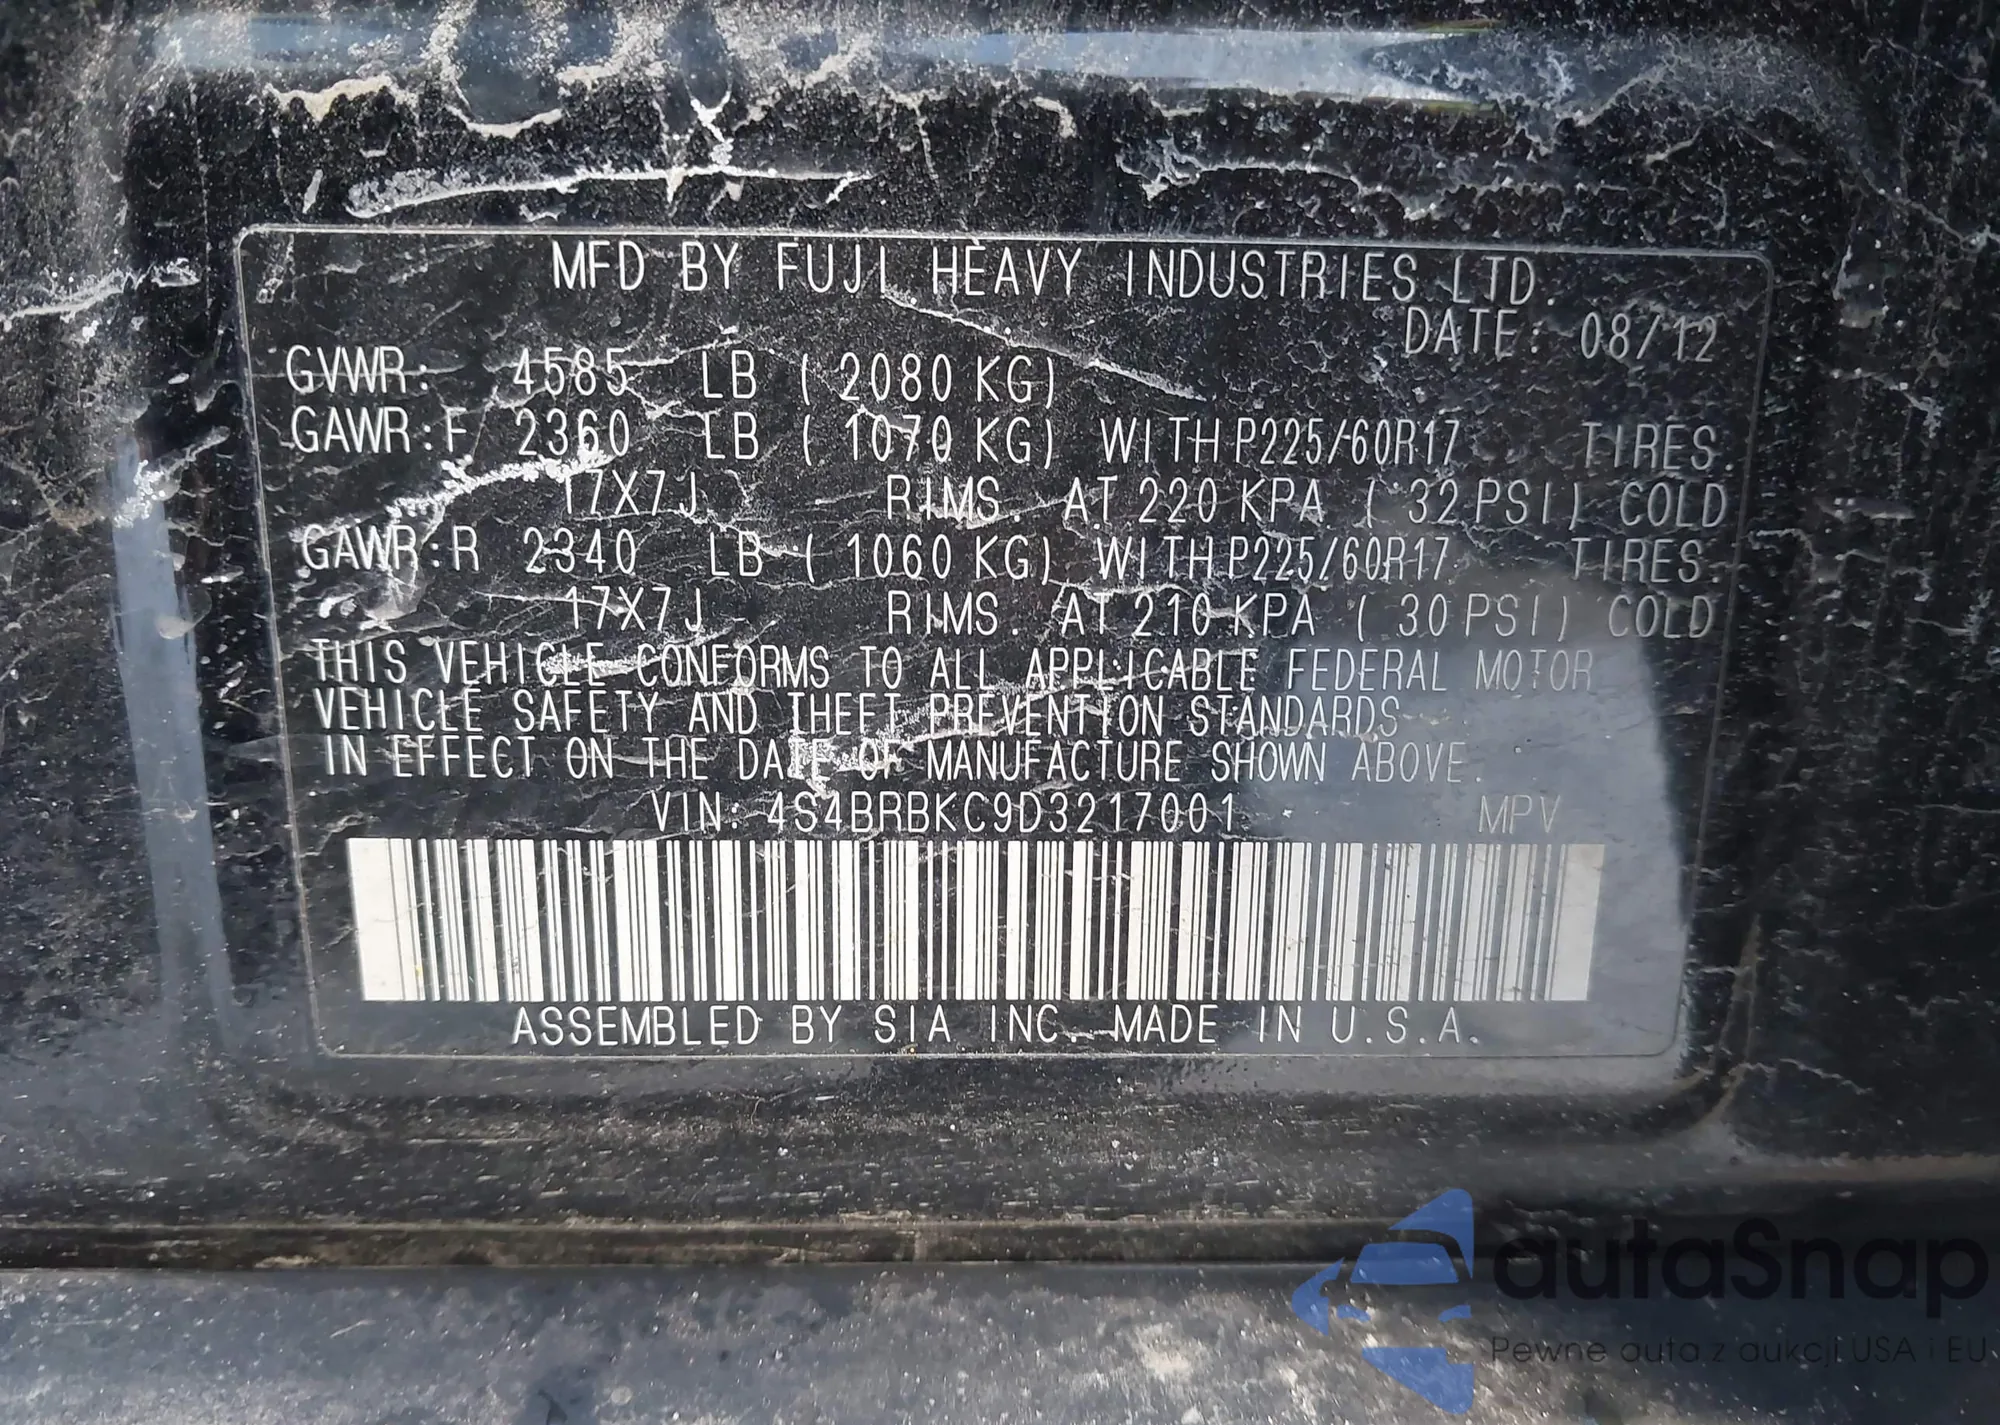 MFD BY FUJI HEAVY INDUSTRIES LTD.
DATE: 08/12
GVWR: 4585 LB ( 2080 KG)
GAWR:F 2360 LB ( 1070 KG) WITH P225/60R17 TIRES.
17X7J RIMS. AT 220 KPA ( 32 PSI) COLD
GAWR:R 2340 LB ( 1060 KG) WITH P225/60R17 TIRES.
17X7J RIMS. AT 210 KPA ( 30 PSI) COLD
THIS VEHICLE CONFORMS TO ALL APPLICABLE FEDERAL MOTOR
VEHICLE SAFETY AND THEFT PREVENTION STANDARDS
IN EFFECT ON THE DATE OF MANUFACTURE SHOWN ABOVE.
VIN: 4S4BRBKC9D3217001 MPV
ASSEMBLED BY SIA INC. MADE IN U.S.A.
autaSnap
Pewne auta z aukcji USA i EU